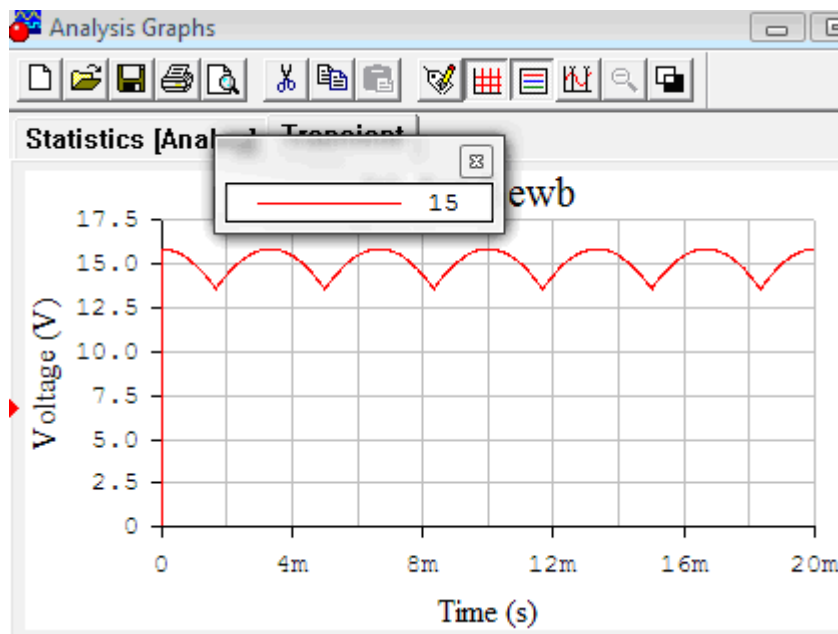 Analysis Graphs
Statistics [Anal
Transient
15
ewb
17.5
15.0
12.5
10.0
7.5
5.0
2.5
0
Voltage (V)
0 4m 8m 12m 16m 20m
Time (s)